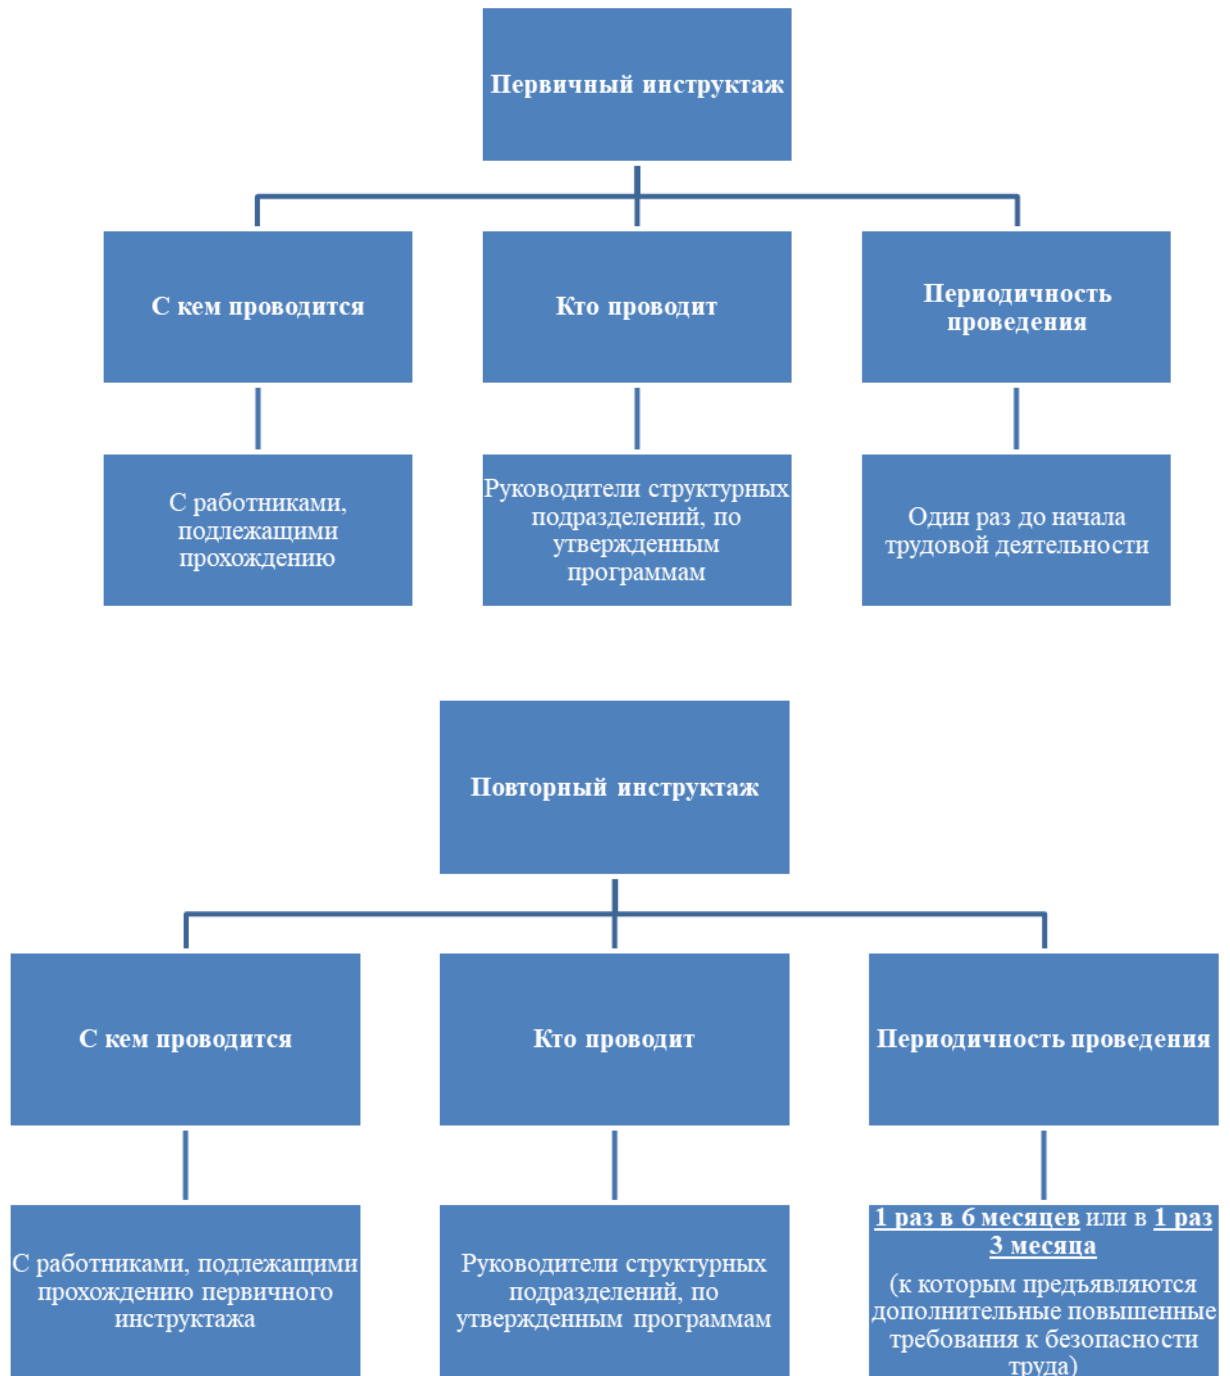 Первичный инструктаж
С кем проводится
Кто проводит
Периодичность
проведения
С работниками,
подлежащими
прохождению
Руководители структурных
подразделений, по
утвержденным
программам
Один раз до начала
трудовой деятельности
Повторный инструктаж
С кем проводится
Кто проводит
Периодичность проведения
С работниками, подлежащими
прохождению первичного
инструктажа
Руководители структурных
подразделений, по
утвержденным программам
1 раз в 6 месяцев или в 1 раз
3 месяца
(к которым предъявляются
дополнительные повышенные
требования к безопасности
труда)